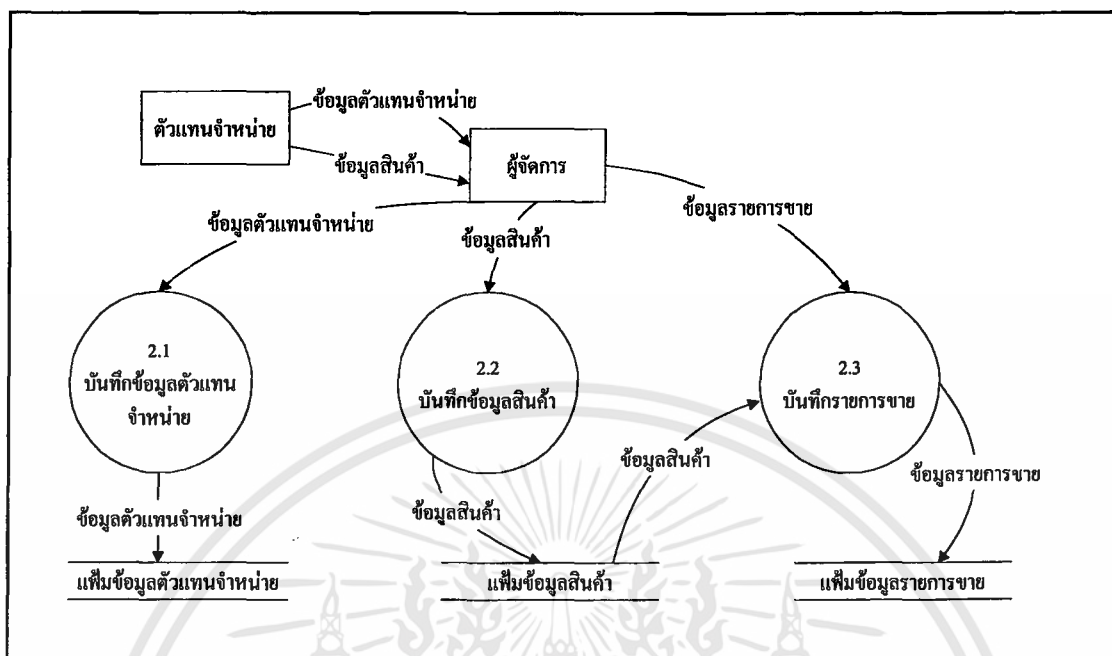 ข้อมูลตัวแทนจำหน่าย
ตัวแทนจำหน่าย
ข้อมูลสินค้า
ผู้จัดการ
ข้อมูลรายการขาย
ข้อมูลตัวแทนจำหน่าย
ข้อมูลสินค้า
2.1
บันทึกข้อมูลตัวแทน
จำหน่าย
2.2
บันทึกข้อมูลสินค้า
2.3
บันทึกรายการขาย
ข้อมูลสินค้า
ข้อมูลรายการขาย
ข้อมูลตัวแทนจำหน่าย
ข้อมูลสินค้า
แฟ้มข้อมูลตัวแทนจำหน่าย
แฟ้มข้อมูลสินค้า
แฟ้มข้อมูลรายการขาย